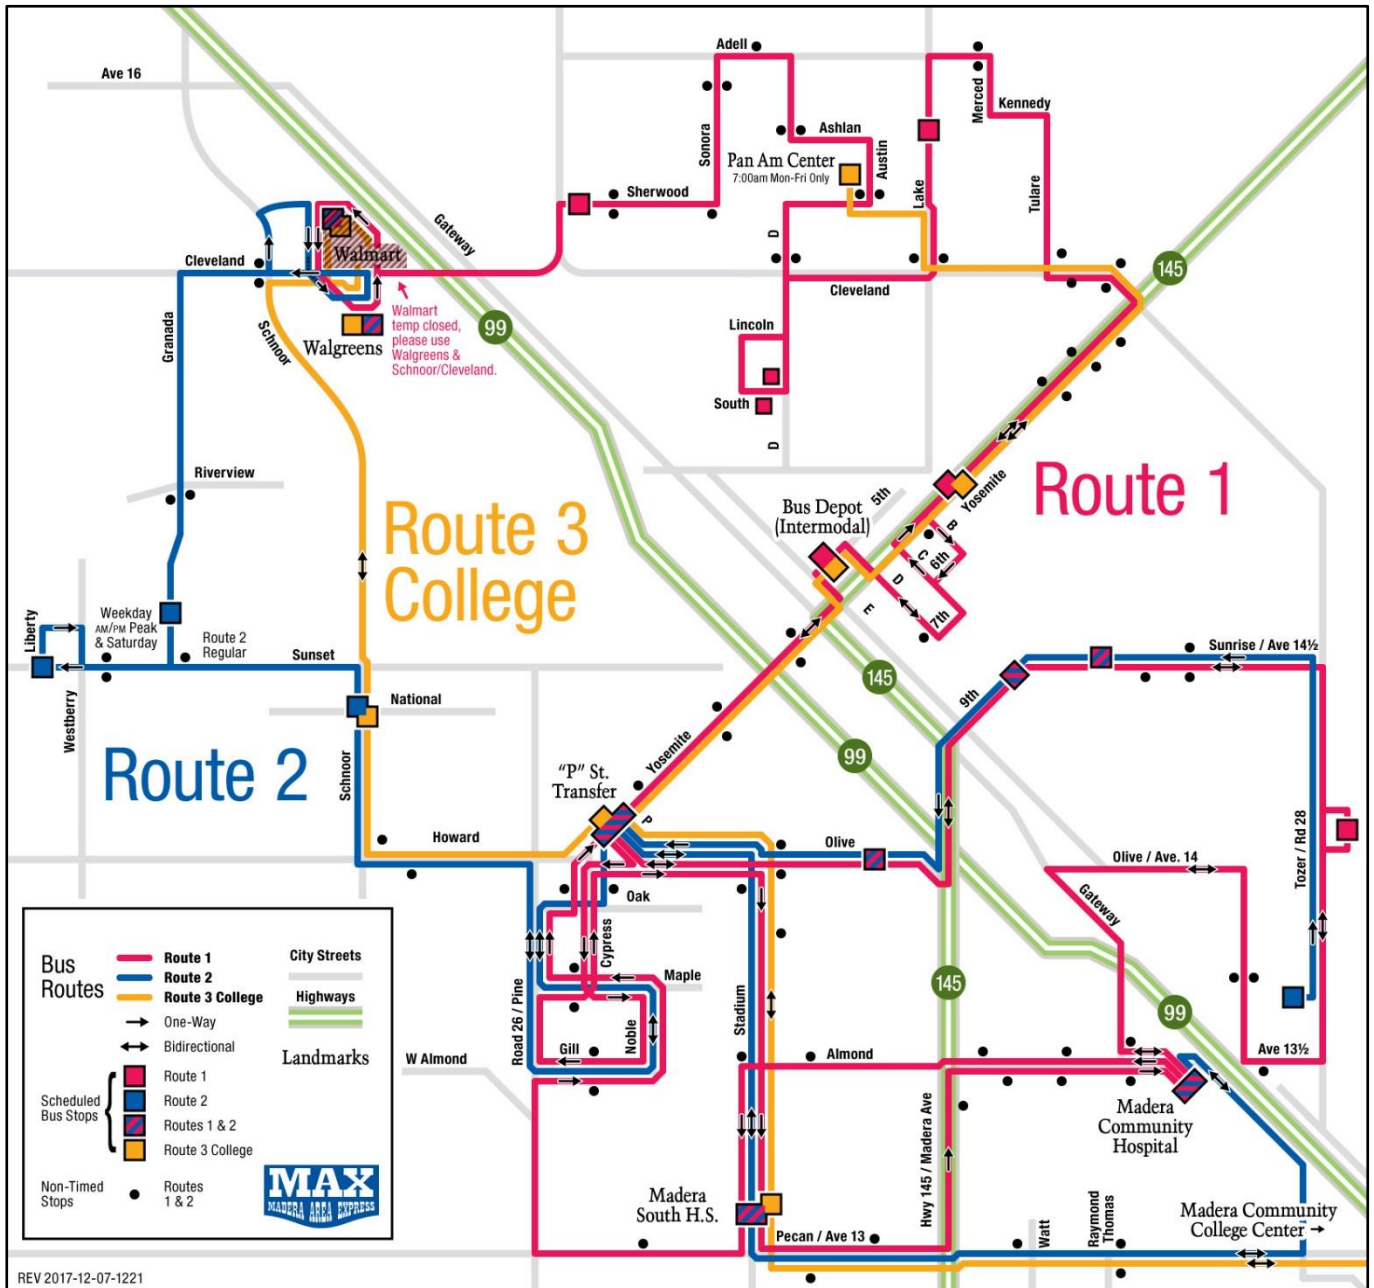 Ave 16
Gateway
Adell
Merced
Kennedy
Sonora
Ashlan
Pan Am Center
7:00am Mon-Fri Only
Austin
Lake
Tulare
Sherwood
D
Walmart
Cleveland
Cleveland
145
Walmart
temp closed,
please use
Walgreens &
Schnoor/Cleveland.
99
Granada
Schnoor
Walgreens
Lincoln
South
D
Riverview
Route 3
College
Route 1
Bus Depot
(Intermodal)
5th
Yosemite
B
6th
C
D
7th
E
Liberty
Weekday
AM/PM Peak
& Saturday
Route 2
Regular
Sunset
Westberry
National
Route 2
Schnoor
145
99
9th
Sunrise / Ave 14½
Yosemite
"P" St.
Transfer
P
Howard
Olive
Olive / Ave. 14
Tozer / Rd 28
Gateway
Oak
Cypress
Maple
Road 26 / Pine
Noble
Gill
W Almond
Stadium
145
99
Almond
Ave 13½
Madera
Community
Hospital
Hwy 145 / Madera Ave
Madera
South H.S.
Pecan / Ave 13
Watt
Raymond
Thomas
Madera Community
College Center
Bus
Routes
Route 1
Route 2
Route 3 College
One-Way
Bidirectional
City Streets
Highways
Landmarks
Scheduled
Bus Stops
Route 1
Route 2
Routes 1 & 2
Route 3 College
Non-Timed
Stops
Routes
1 & 2
MAX
MADERA AREA EXPRESS
REV 2017-12-07-1221